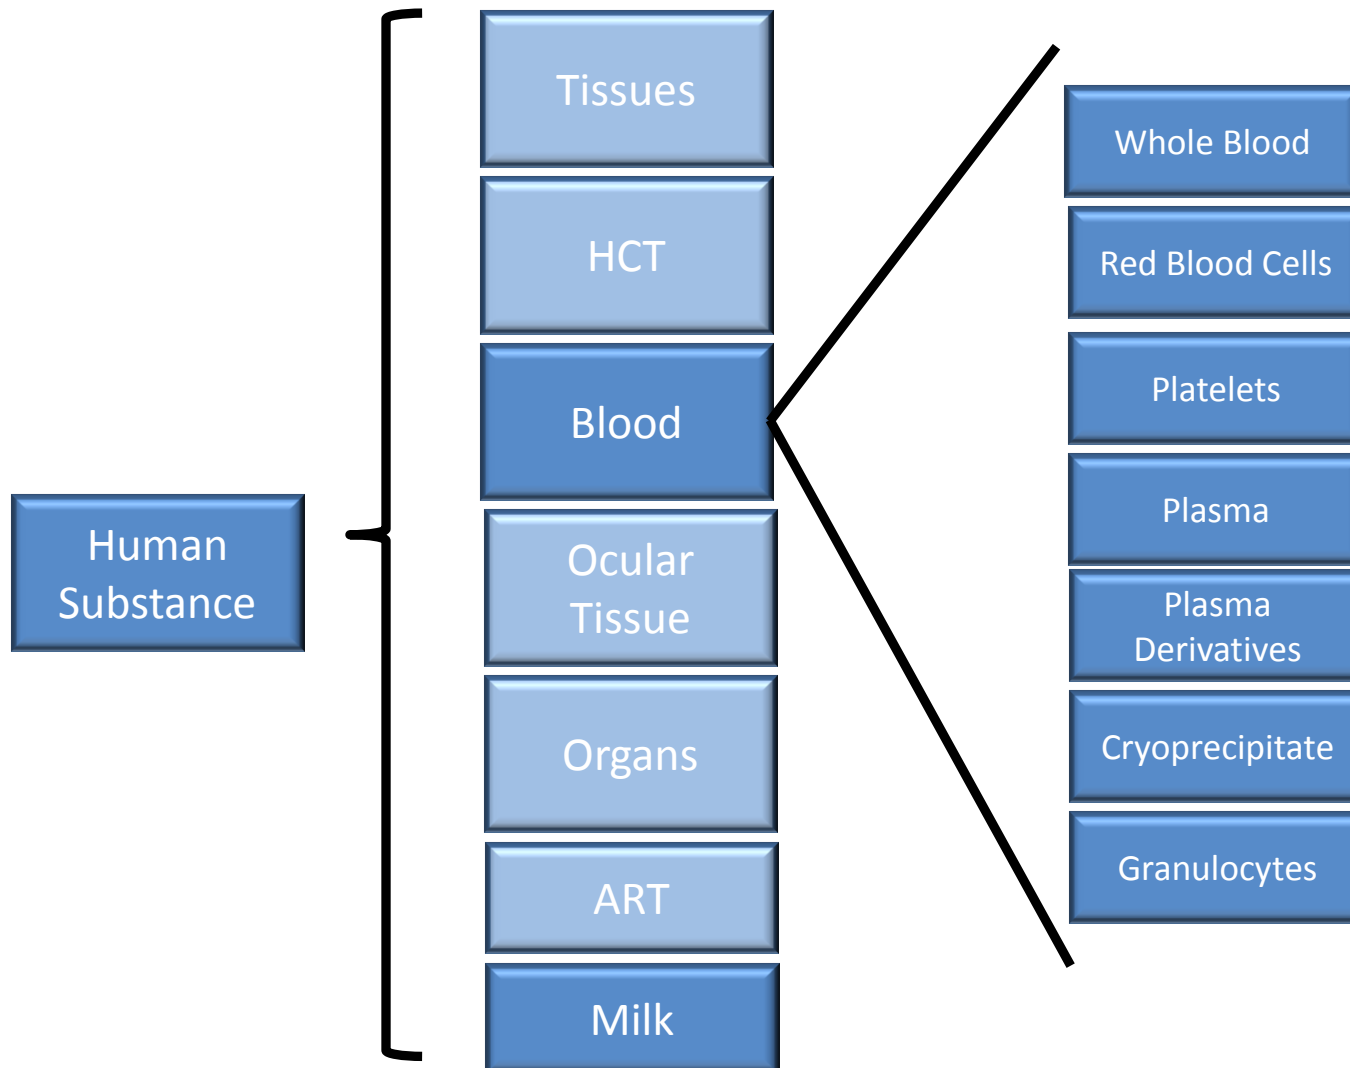 Human
Substance
Tissues
HCT
Blood
Ocular
Tissue
Organs
ART
Milk
Whole Blood
Red Blood Cells
Platelets
Plasma
Plasma
Derivatives
Cryoprecipitate
Granulocytes